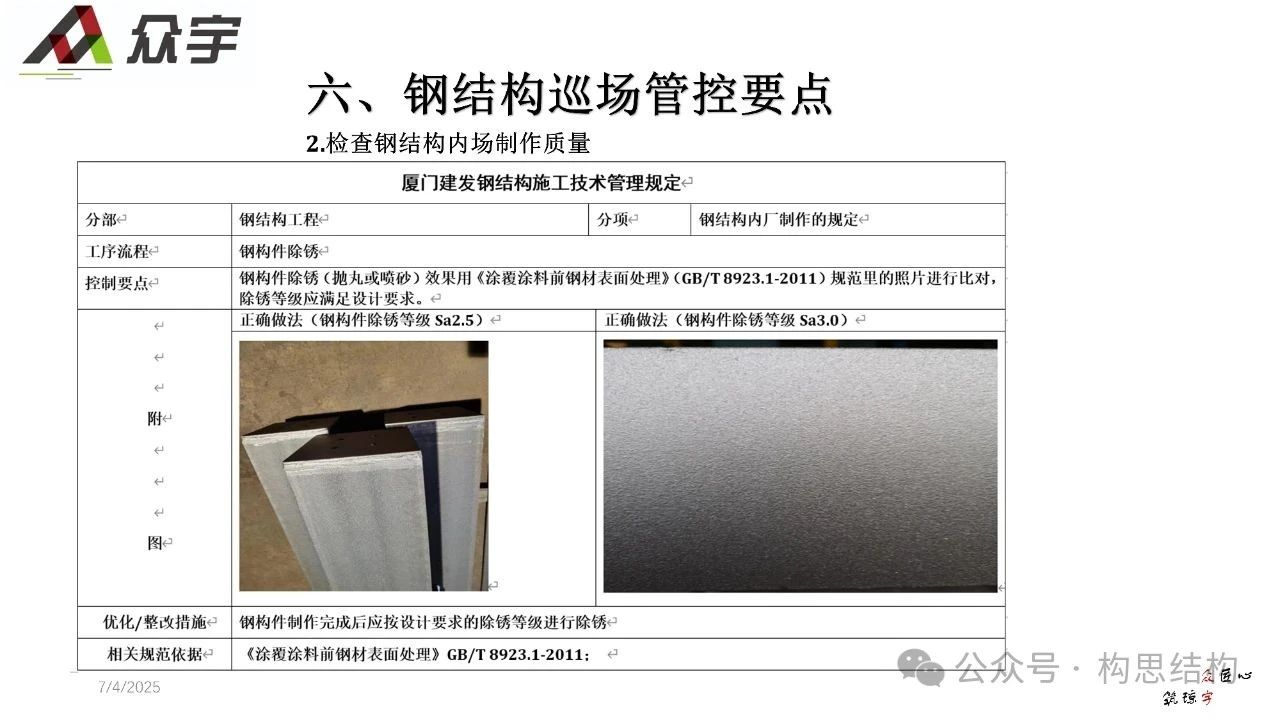 众宇
六、钢结构巡场管控要点
2.检查钢结构内场制作质量
厦门建发钢结构施工技术管理规定
分部 钢结构工程 分项 钢结构内厂制作的规定
工序流程 钢构件除锈
控制要点 钢构件除锈（抛丸或喷砂）效果用《涂覆涂料前钢材表面处理》（GB/T 8923.1-2011）规范里的照片进行比对，
除锈等级应满足设计要求。
正确做法（钢构件除锈等级 Sa2.5） 正确做法（钢构件除锈等级 Sa3.0）
附
图
优化/整改措施 钢构件制作完成后应按设计要求的除锈等级进行除锈
相关规范依据 《涂覆涂料前钢材表面处理》GB/T 8923.1-2011；
7/4/2025
公众号 · 构思结构
众匠心
筑琼宇